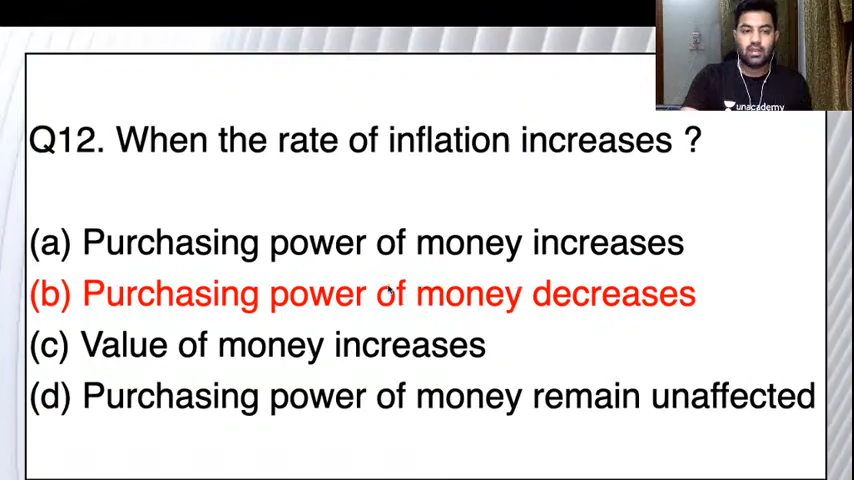 unacademy
Q12. When the rate of inflation increases ?
(a) Purchasing power of money increases
(b) Purchasing power of money decreases
(c) Value of money increases
(d) Purchasing power of money remain unaffected